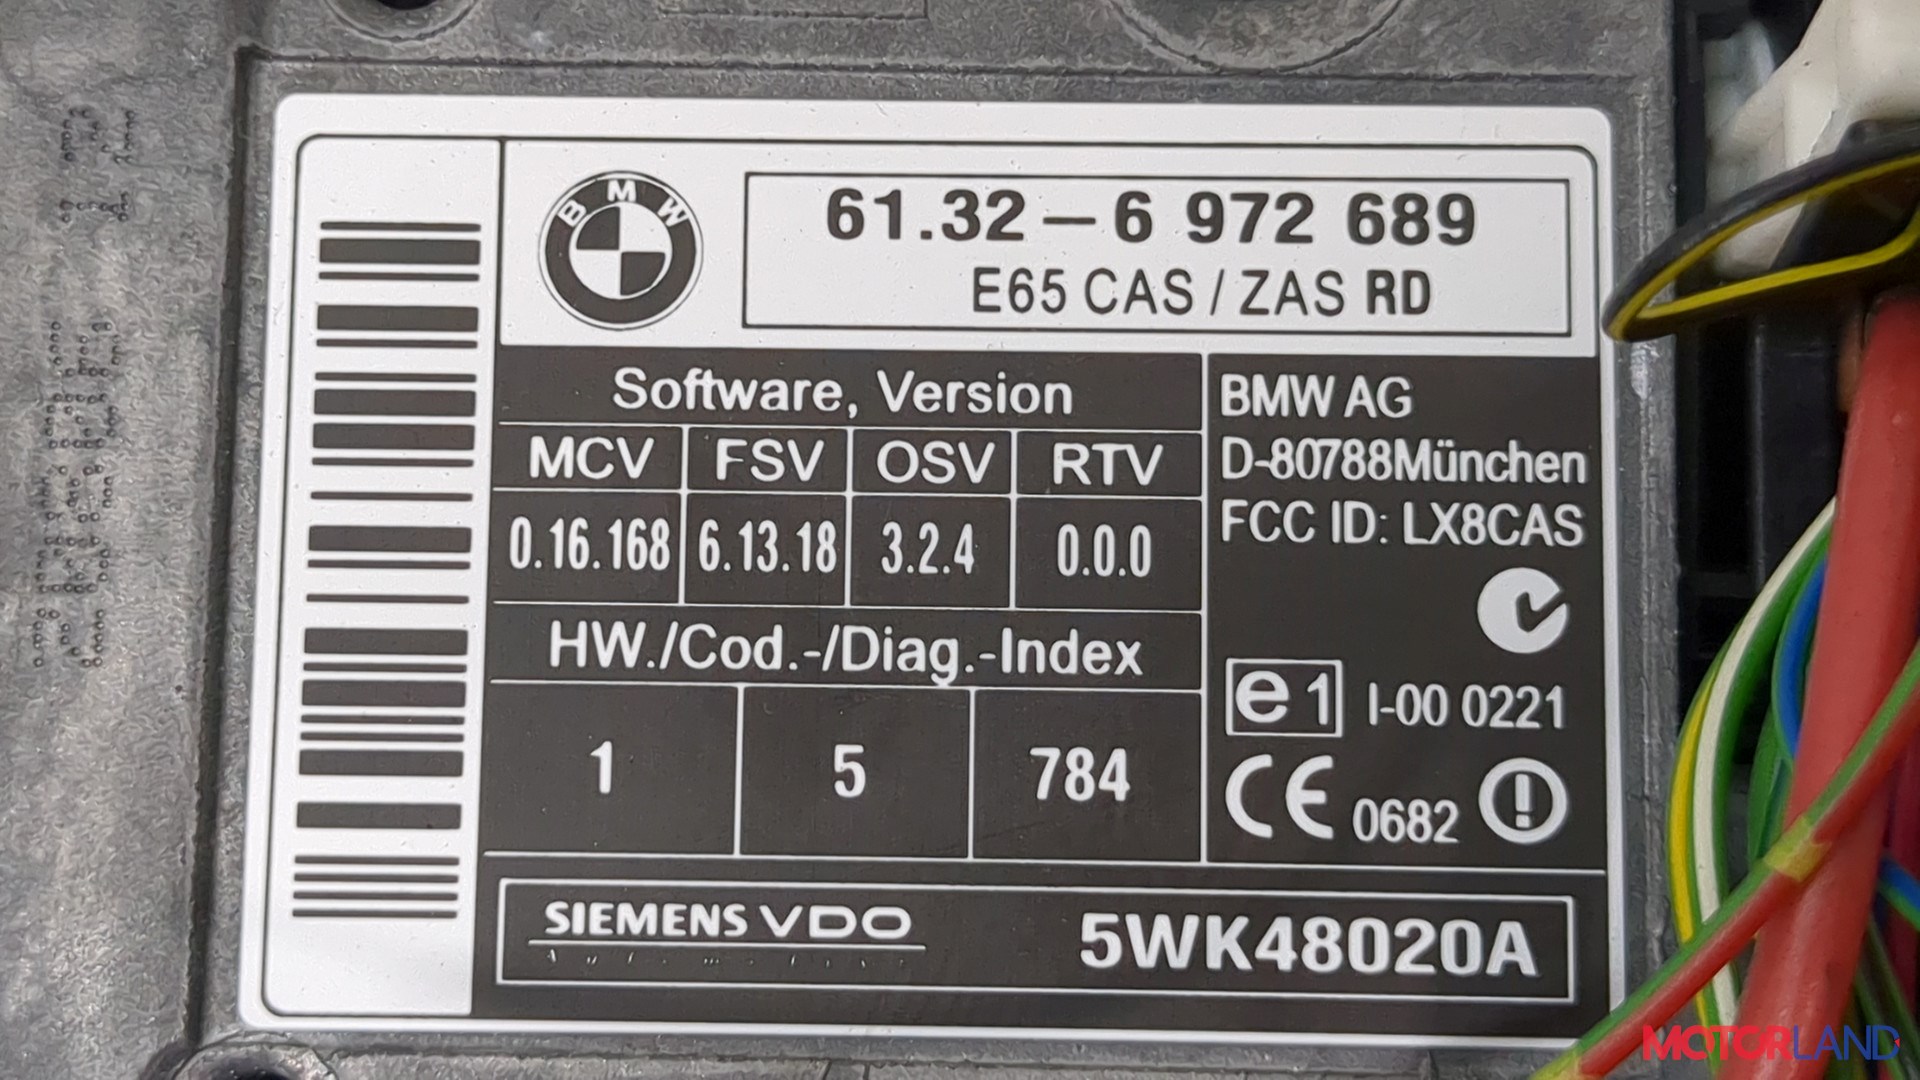 BMW
61.32 – 6 972 689
E65 CAS / ZAS RD
Software, Version
MCV FSV OSV RTV
0.16.168 6.13.18 3.2.4 0.0.0
HW./Cod.-/Diag.-Index
1 5 784
BMW AG
D-80788München
FCC ID: LX8CAS
e1 I-00 0221
CE 0682
SIEMENS VDO
5WK48020A
MOTORLAND